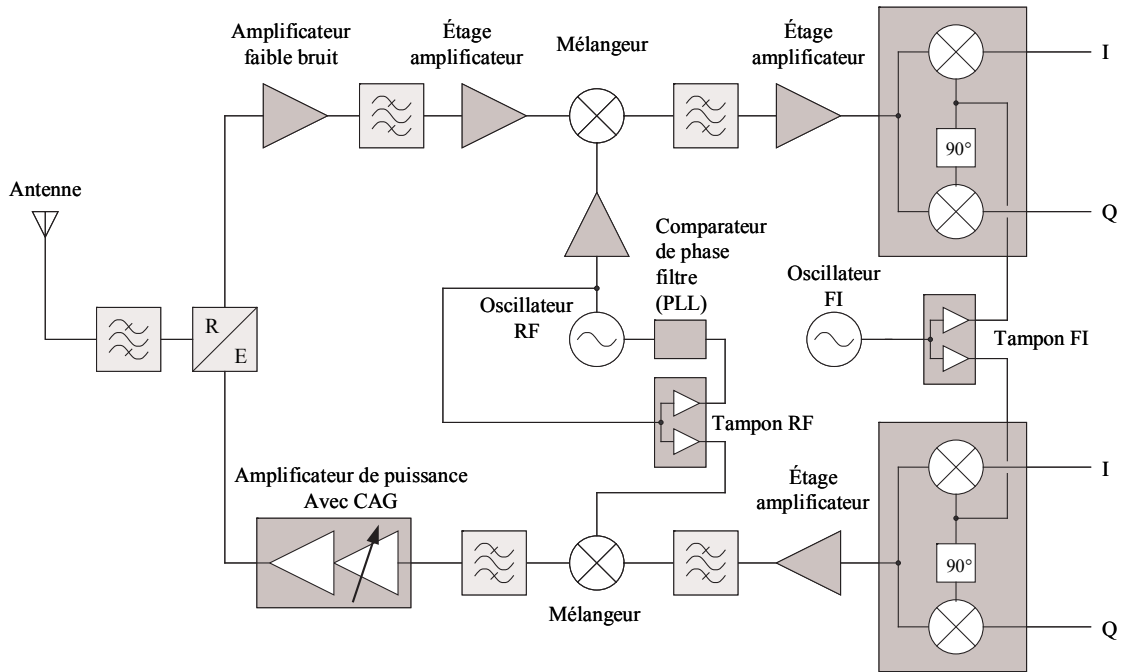 Amplificateur
faible bruit
Étage
amplificateur
Mélangeur
Étage
amplificateur
I
90°
Q
Antenne
R
E
Oscillateur
RF
Comparateur
de phase
filtre
(PLL)
Oscillateur
FI
Tampon FI
Tampon RF
Amplificateur de puissance
Avec CAG
Mélangeur
Étage
amplificateur
I
90°
Q